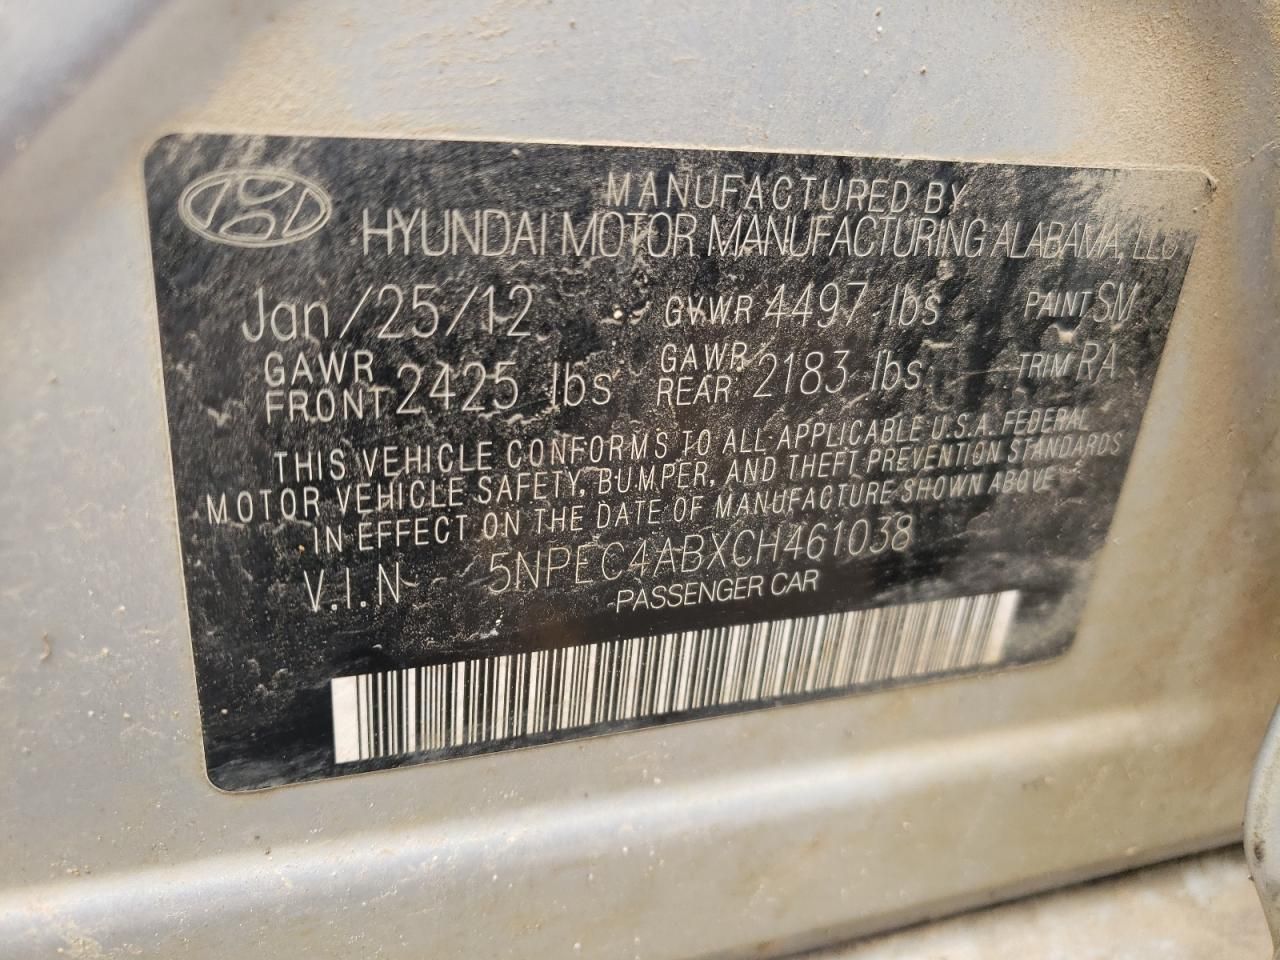 MANUFACTURED BY
HYUNDAI MOTOR MANUFACTURING ALABAMA, LLC
Jan/25/12 GVWR 4497 lbs PAINT SM
GAWR FRONT 2425 lbs GAWR REAR 2183 lbs TRIM RA
THIS VEHICLE CONFORMS TO ALL APPLICABLE U.S.A. FEDERAL
MOTOR VEHICLE SAFETY, BUMPER, AND THEFT PREVENTION STANDARDS
IN EFFECT ON THE DATE OF MANUFACTURE SHOWN ABOVE
V.I.N 5NPEC4ABXCH461038
PASSENGER CAR